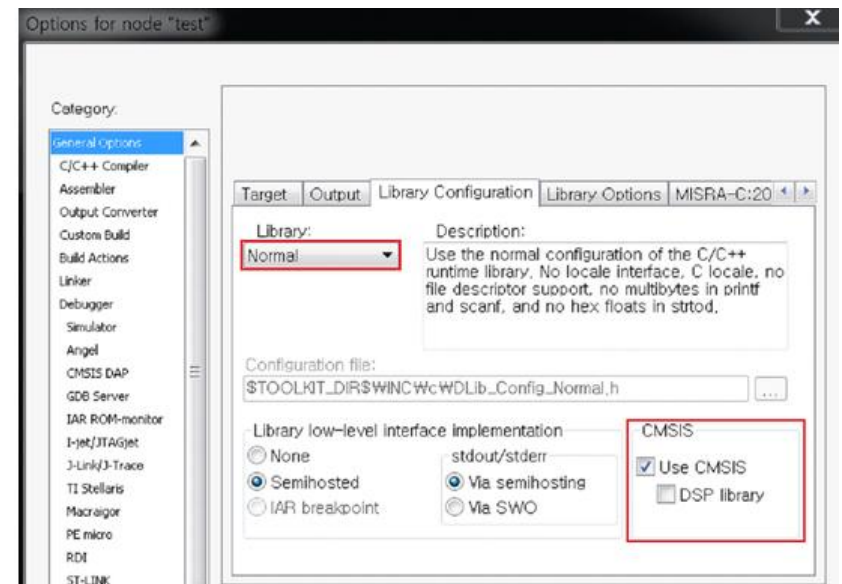 Options for node "test"
X
Category:
General Options
C/C++ Compiler
Assembler
Output Converter
Custom Build
Build Actions
Linker
Debugger
Simulator
Angel
CMSIS DAP
GDB Server
IAR ROM-monitor
I-jet/JTAGjet
J-Link/J-Trace
TI Stellaris
Macraigor
PE micro
RDI
ST-LINK
Target Output Library Configuration Library Options MISRA-C:20
Library:
Normal
Description:
Use the normal configuration of the C/C++
runtime library. No locale interface, C locale, no
file descriptor support, no multibytes in printf
and scanf, and no hex floats in strtod.
Configuration file:
$TOOLKIT_DIR$₩INC₩c₩DLib_Config_Normal.h
...
Library low-level interface implementation
None
Semihosted
IAR breakpoint
stdout/stderr
Via semihosting
Via SWO
CMSIS
Use CMSIS
DSP library